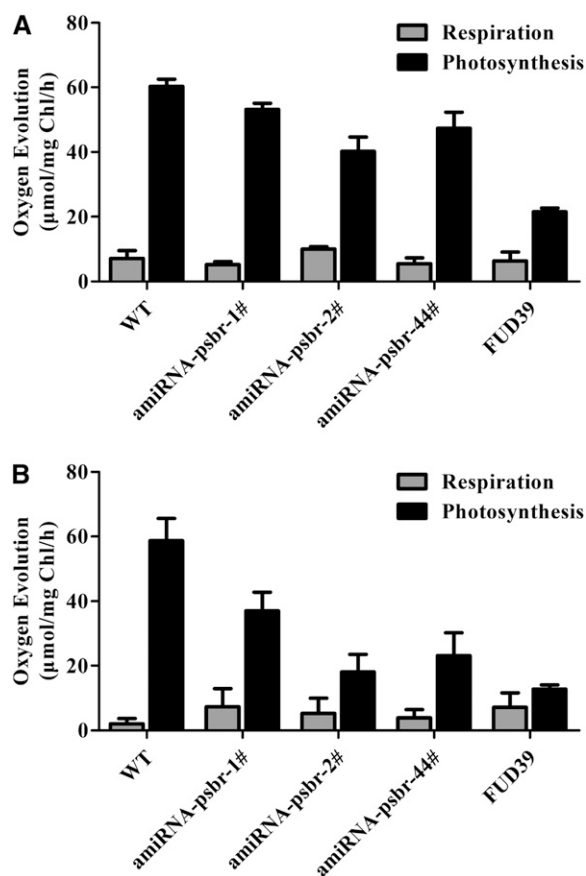 A
80
60
40
20
0
Oxygen Evolution
(µmol/mg Chl/h)
Respiration
Photosynthesis
WT
amiRNA-psbr-1#
amiRNA-psbr-2#
amiRNA-psbr-44#
FUD39
B
80
60
40
20
0
Oxygen Evolution
(µmol/mg Chl/h)
Respiration
Photosynthesis
WT
amiRNA-psbr-1#
amiRNA-psbr-2#
amiRNA-psbr-44#
FUD39